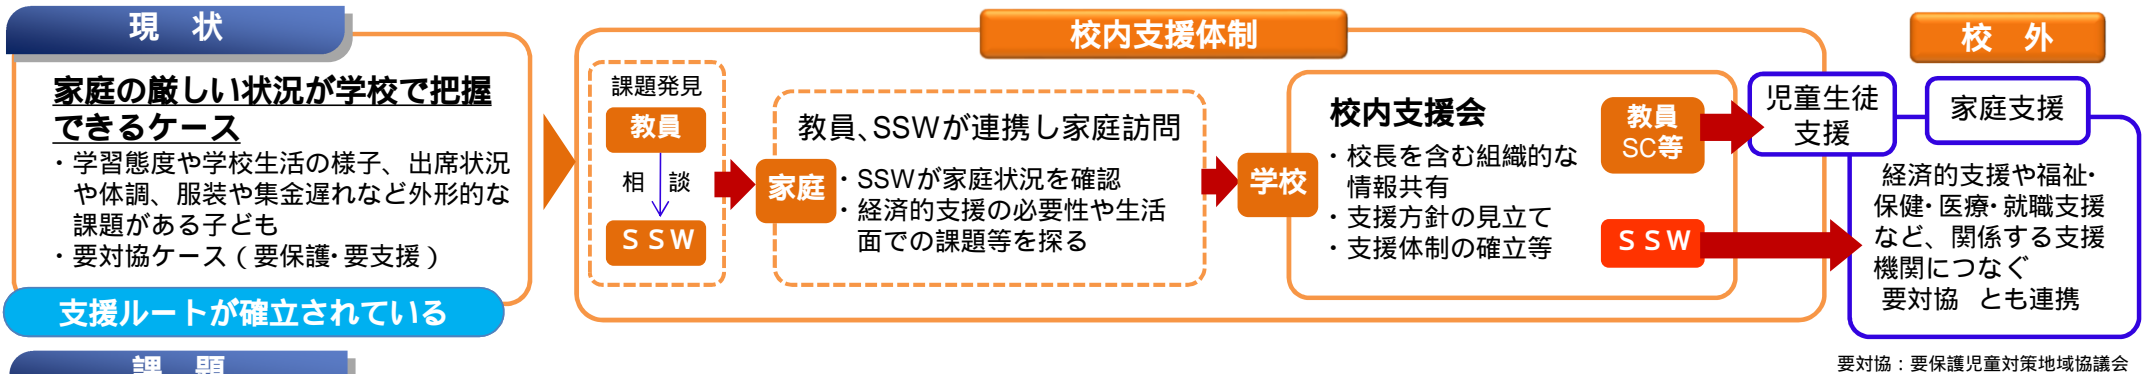 現　状
家庭の厳しい状況が学校で把握
できるケース
・学習態度や学校生活の様子、出席状況
や体調、服装や集金遅れなど外形的な
課題がある子ども
・要対協ケース（要保護・要支援）
支援ルートが確立されている
校内支援体制
課題発見
教員
相　談
ＳＳＷ
教員、SSWが連携し家庭訪問
家庭
・SSWが家庭状況を確認
・経済的支援の必要性や生活
面での課題等を探る
学校
校内支援会
・校長を含む組織的な
情報共有
・支援方針の見立て
・支援体制の確立等
教員
SC等
ＳＳＷ
校　外
児童生徒
支援
家庭支援
経済的支援や福祉・
保健・医療・就職支援
など、関係する支援
機関につなぐ
要対協　とも連携
要対協：要保護児童対策地域協議会
課　題